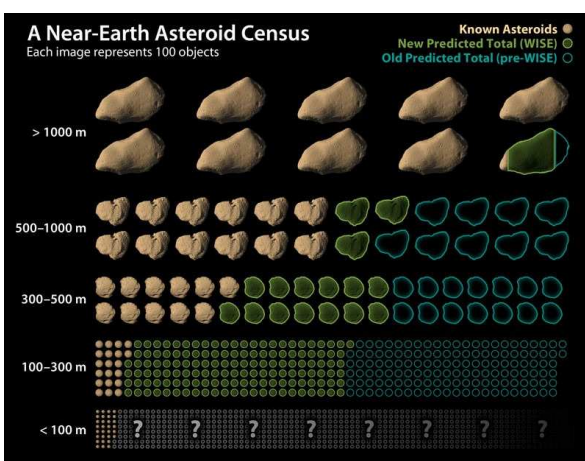 A Near-Earth Asteroid Census
Each image represents 100 objects
Known Asteroids
New Predicted Total (WISE)
Old Predicted Total (pre-WISE)
> 1000 m
500–1000 m
300–500 m
100–300 m
< 100 m
? ? ? ? ? ? ? ?